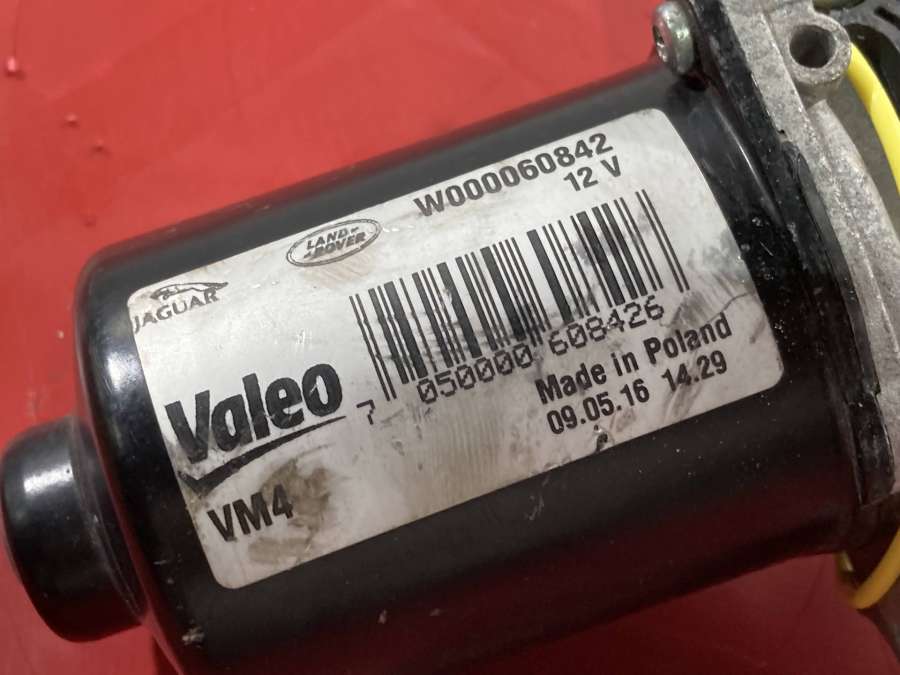 W000060842
12 V
LAND-
-ROVER
JAGUAR
7 050000 608426
Valeo
Made in Poland
09.05.16 14.29
VM4